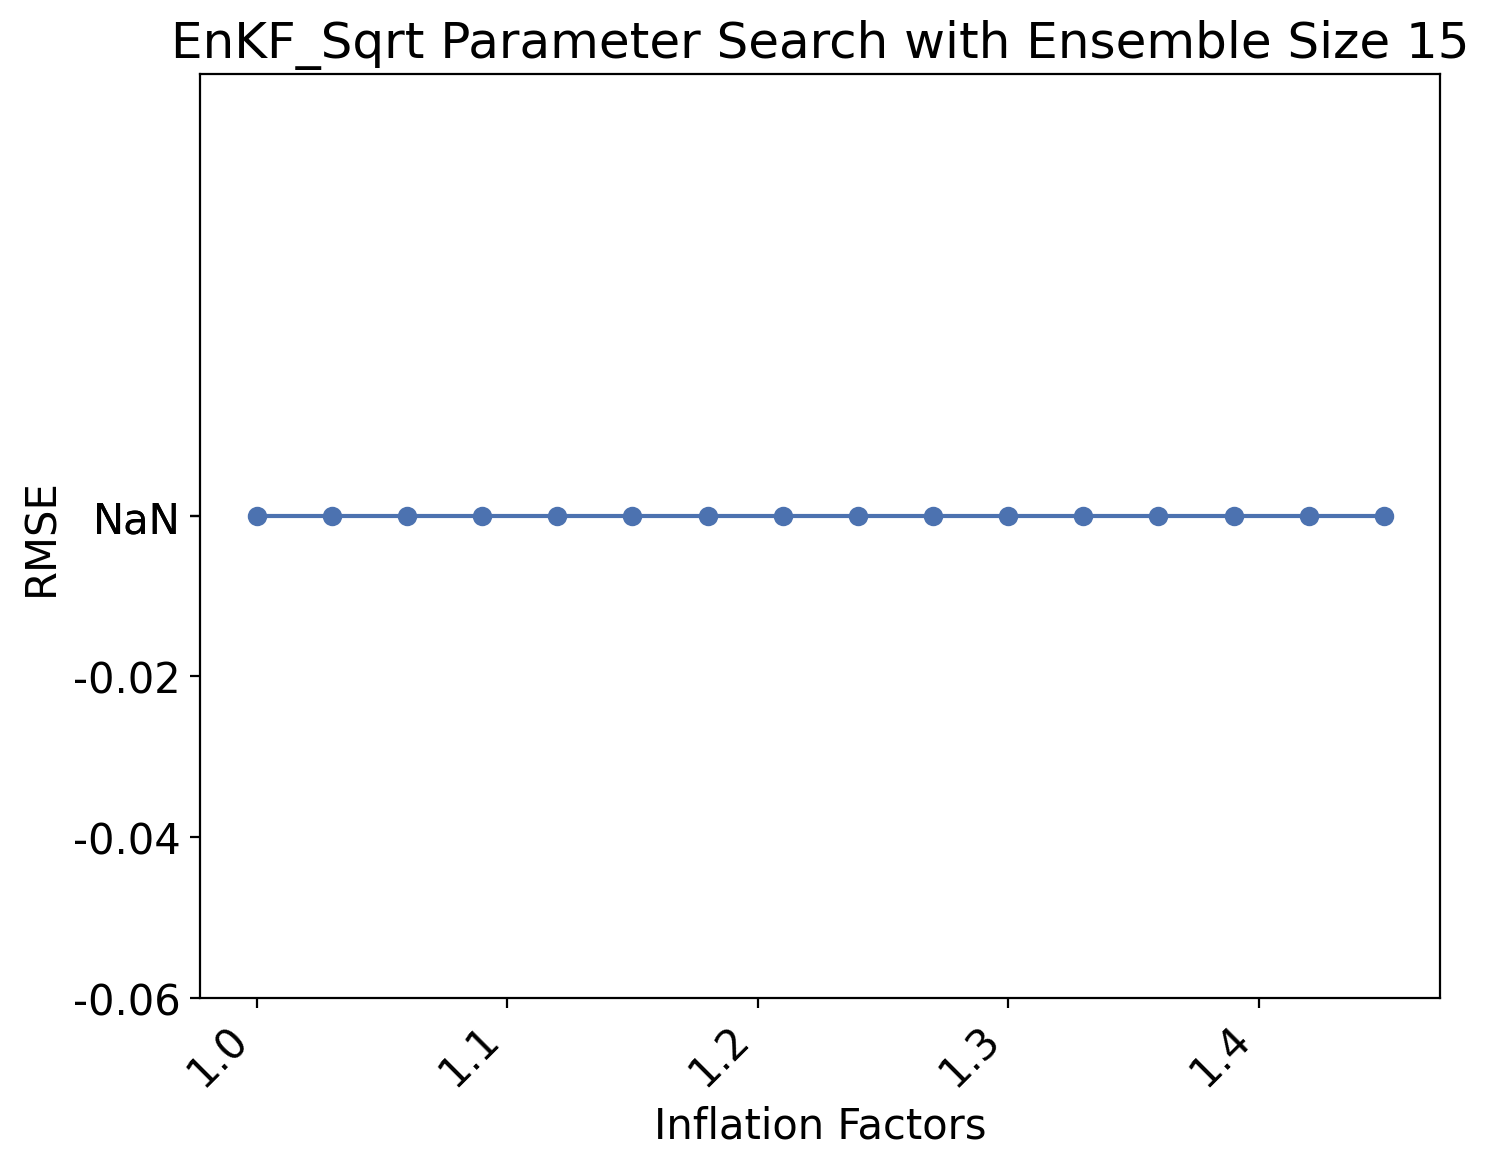 EnKF_Sqrt Parameter Search with Ensemble Size 15
RMSE
NaN
-0.02
-0.04
-0.06
1.0
1.1
1.2
1.3
1.4
Inflation Factors